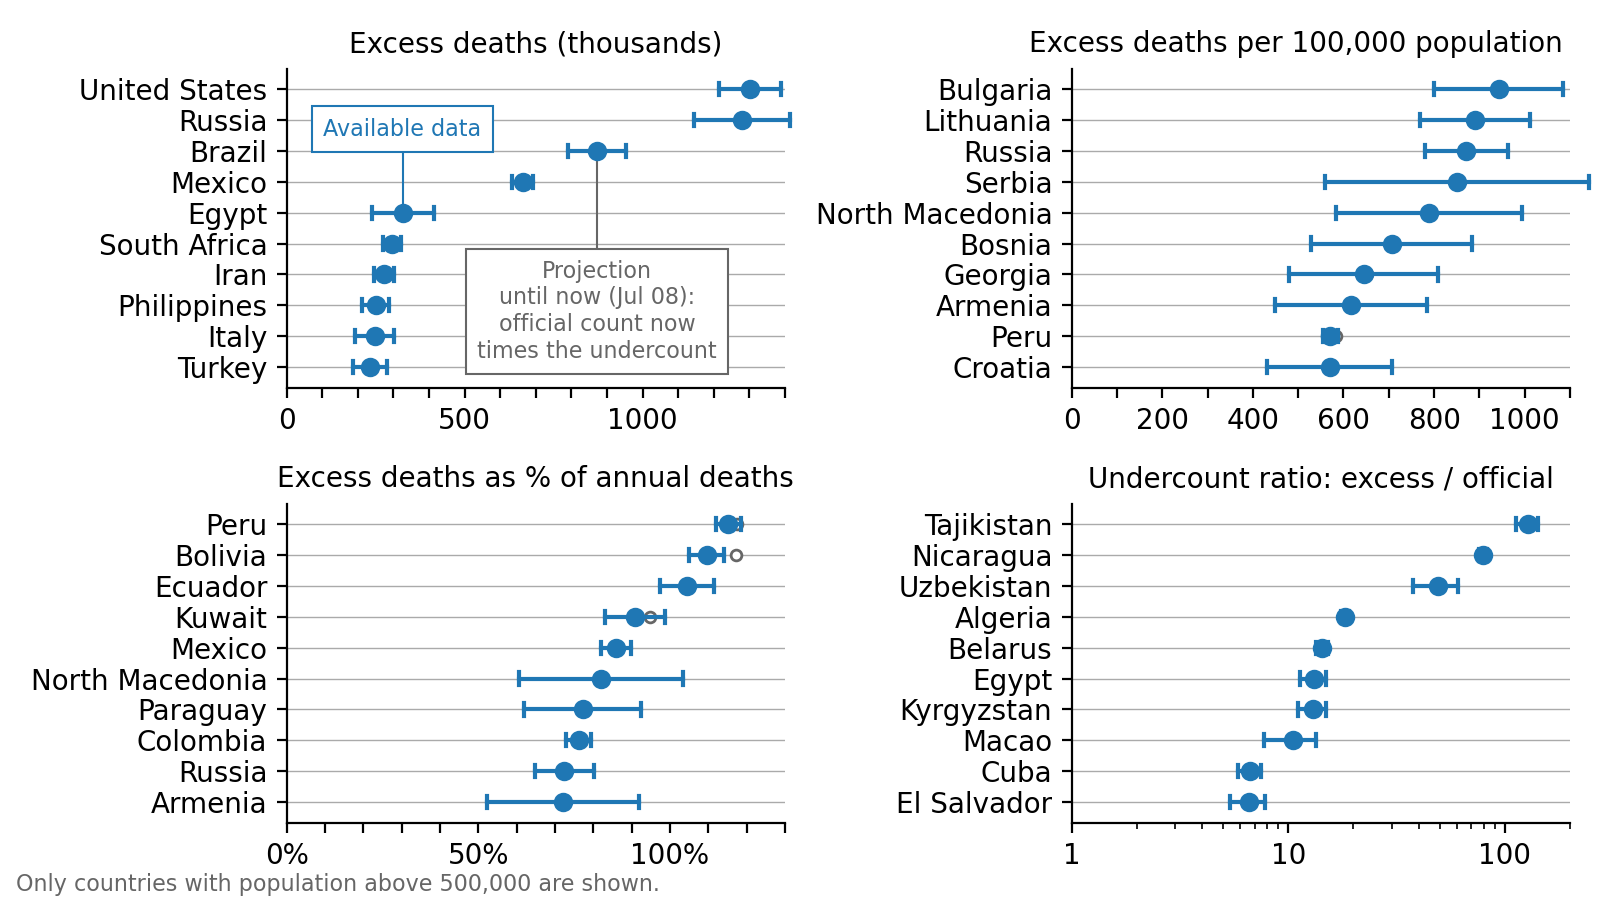 Excess deaths (thousands)
United States
Russia
Brazil
Mexico
Egypt
South Africa
Iran
Philippines
Italy
Turkey
Available data
Projection
until now (Jul 08):
official count now
times the undercount
0 500 1000
Excess deaths per 100,000 population
Bulgaria
Lithuania
Russia
Serbia
North Macedonia
Bosnia
Georgia
Armenia
Peru
Croatia
0 200 400 600 800 1000
Excess deaths as % of annual deaths
Peru
Bolivia
Ecuador
Kuwait
Mexico
North Macedonia
Paraguay
Colombia
Russia
Armenia
0% 50% 100%
Undercount ratio: excess / official
Tajikistan
Nicaragua
Uzbekistan
Algeria
Belarus
Egypt
Kyrgyzstan
Macao
Cuba
El Salvador
1 10 100
Only countries with population above 500,000 are shown.